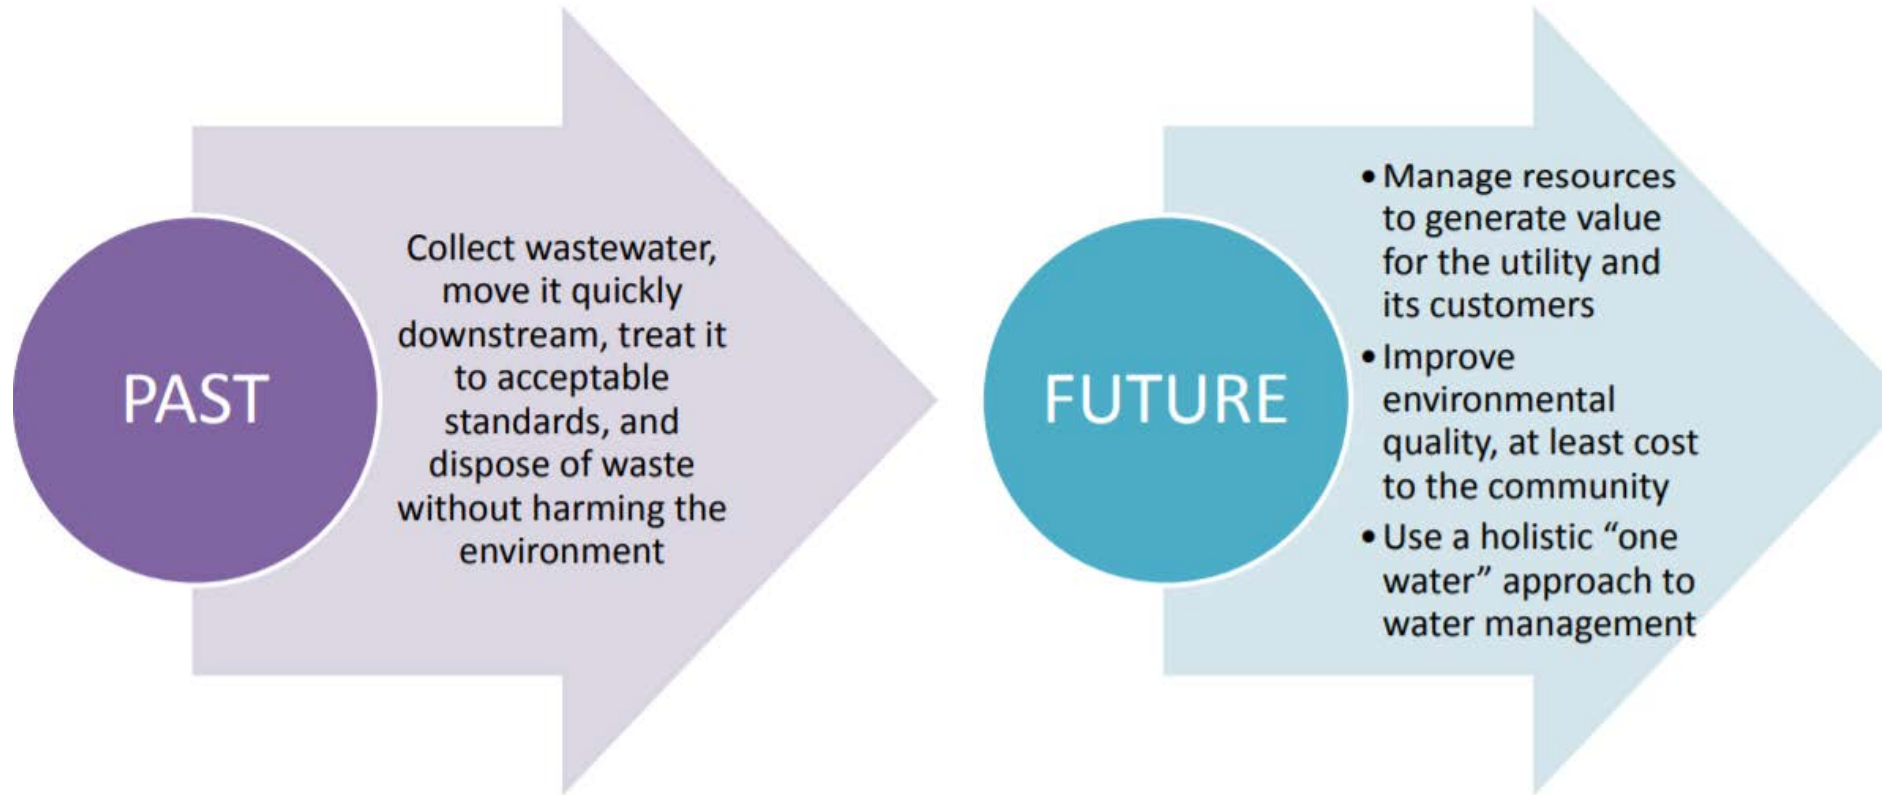 PAST
Collect wastewater,
move it quickly
downstream, treat it
to acceptable
standards, and
dispose of waste
without harming the
environment
FUTURE
• Manage resources
to generate value
for the utility and
its customers
• Improve
environmental
quality, at least cost
to the community
• Use a holistic “one
water” approach to
water management